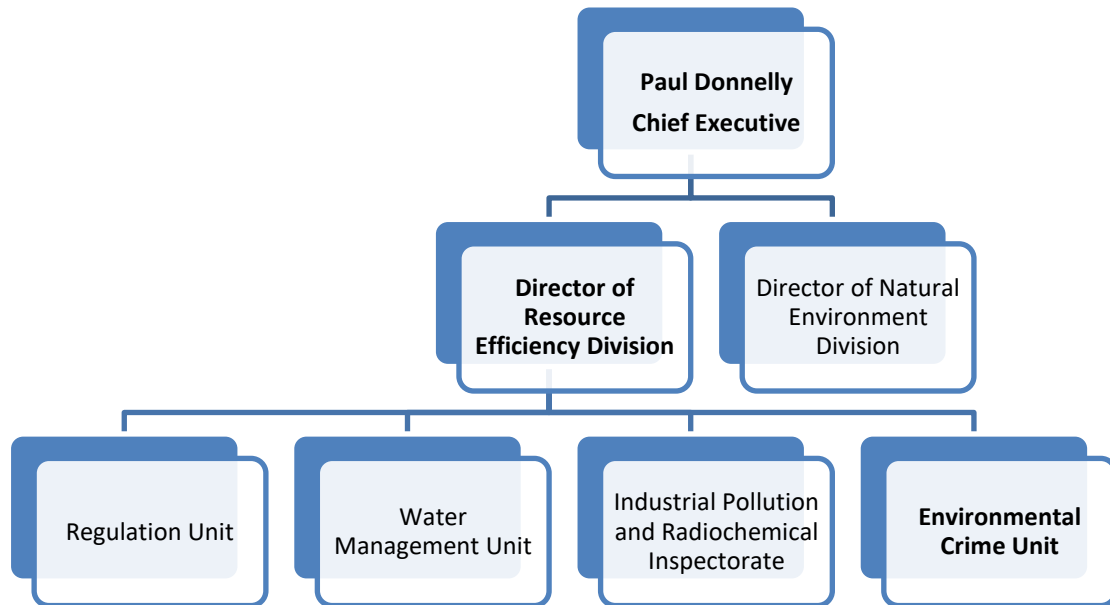 Paul Donnelly
Chief Executive
Director of
Resource
Efficiency Division
Director of Natural
Environment
Division
Regulation Unit
Water
Management Unit
Industrial Pollution
and Radiochemical
Inspectorate
Environmental
Crime Unit